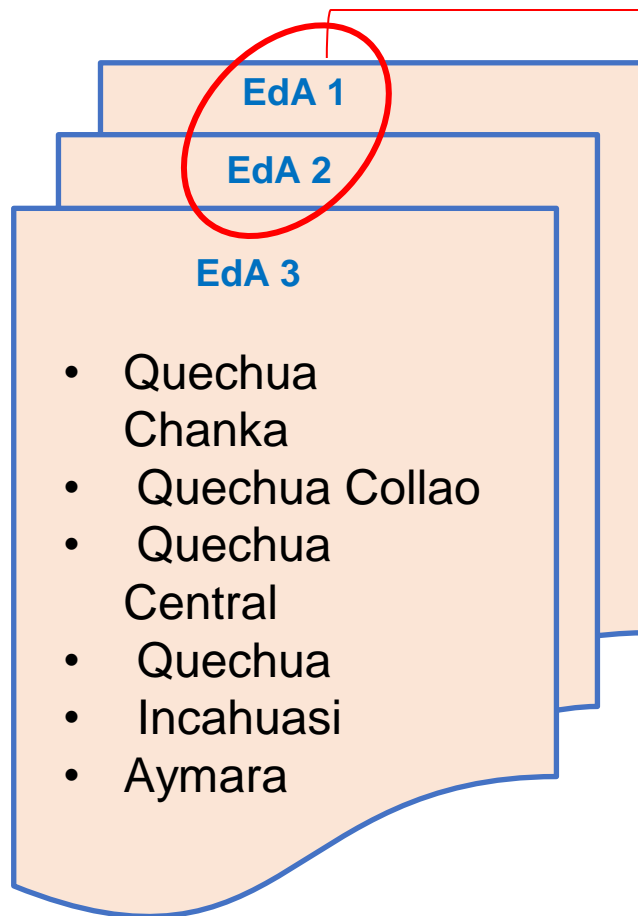 EdA 1
EdA 2
EdA 3
• Quechua
Chanka
• Quechua Collao
• Quechua
Central
• Quechua
• Incahuasi
• Aymara